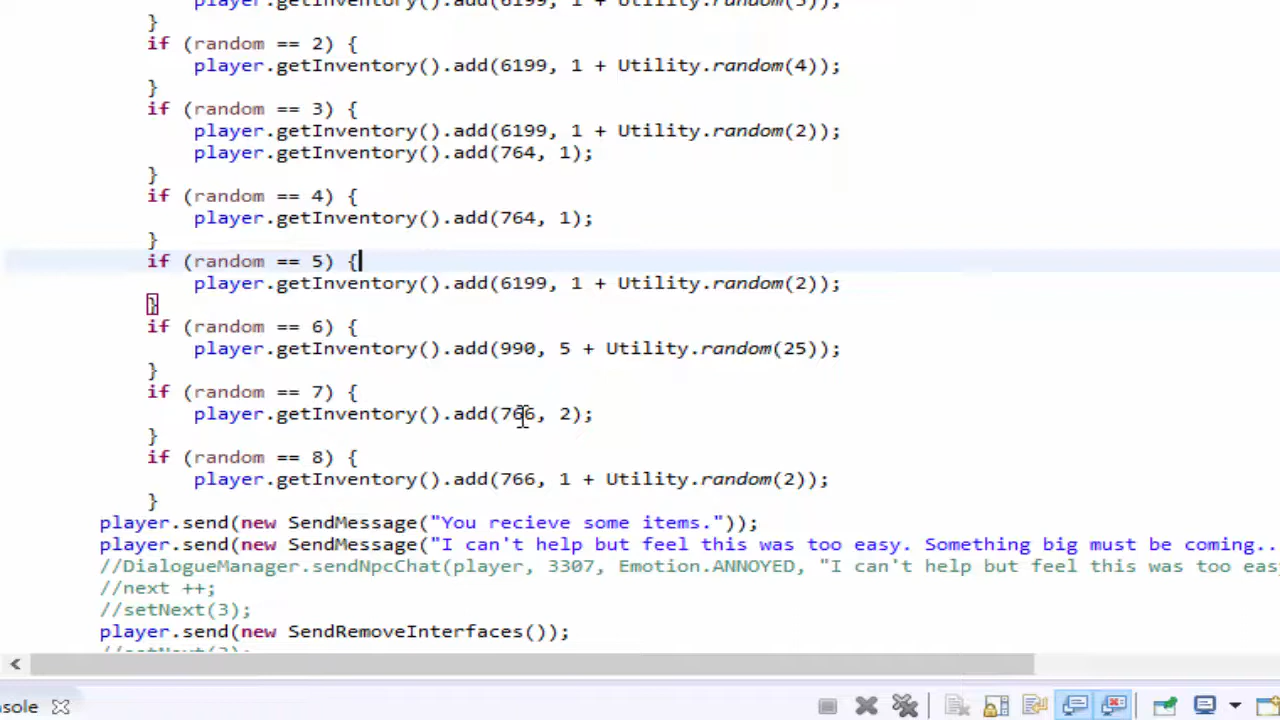 player.getInventory().add(6199, 1 + Utility.random(3));
}
if (random == 2) {
player.getInventory().add(6199, 1 + Utility.random(4));
}
if (random == 3) {
player.getInventory().add(6199, 1 + Utility.random(2));
player.getInventory().add(764, 1);
}
if (random == 4) {
player.getInventory().add(764, 1);
}
if (random == 5) {
player.getInventory().add(6199, 1 + Utility.random(2));
}
if (random == 6) {
player.getInventory().add(990, 5 + Utility.random(25));
}
if (random == 7) {
player.getInventory().add(766, 2);
}
if (random == 8) {
player.getInventory().add(766, 1 + Utility.random(2));
}
player.send(new SendMessage("You recieve some items."));
player.send(new SendMessage("I can't help but feel this was too easy. Something big must be coming..
//DialogueManager.sendNpcChat(player, 3307, Emotion.ANNOYED, "I can't help but feel this was too eas
//next ++;
//setNext(3);
player.send(new SendRemoveInterfaces());
sole